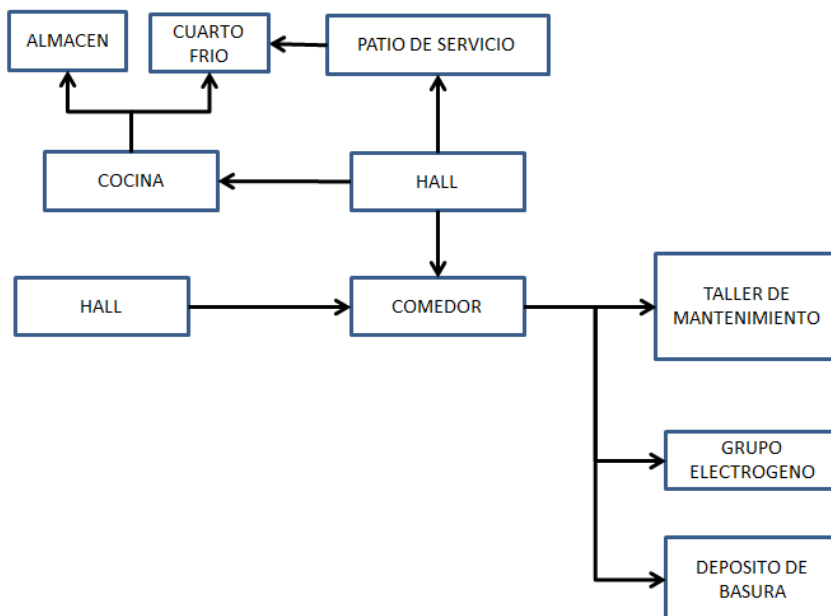 ALMACEN
CUARTO
FRIO
PATIO DE SERVICIO
COCINA
HALL
HALL
COMEDOR
TALLER DE
MANTENIMIENTO
GRUPO
ELECTROGENO
DEPOSITO DE
BASURA